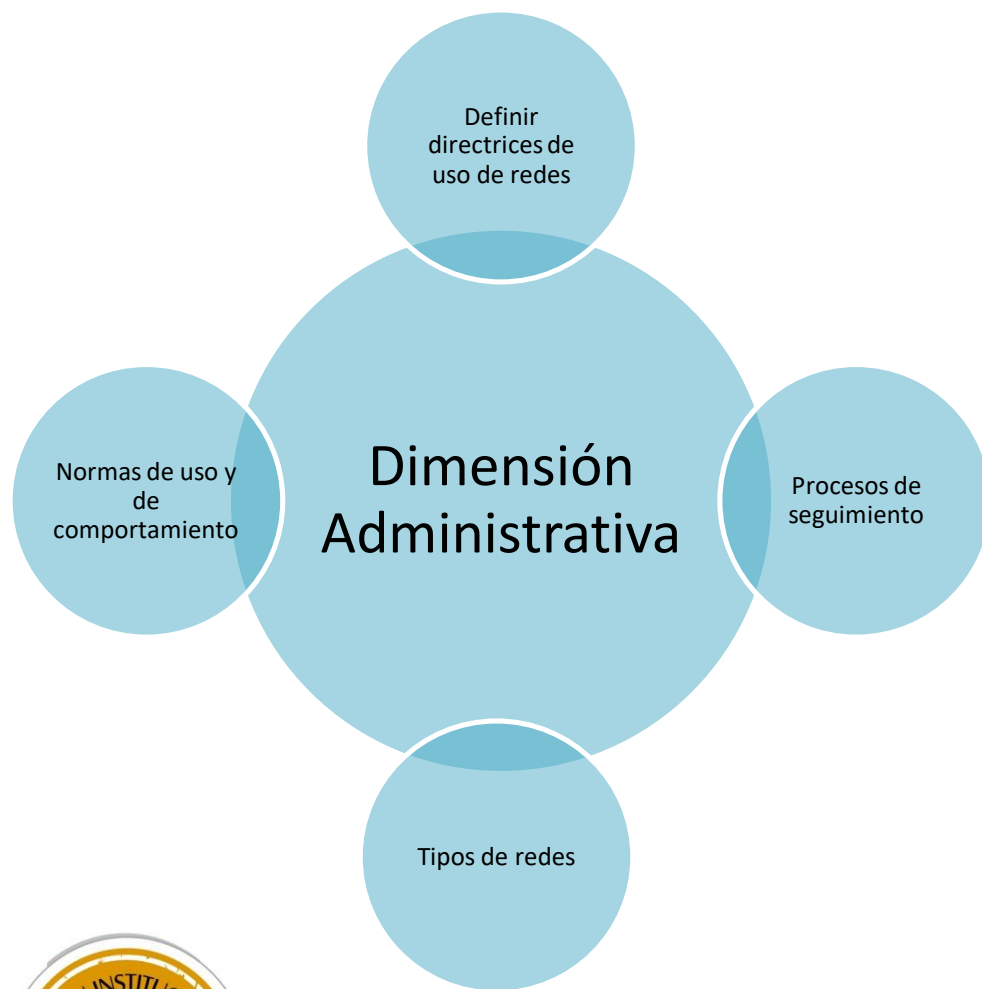 Definir
directrices de
uso de redes
Normas de uso y
de
comportamiento
Dimensión
Administrativa
Procesos de
seguimiento
Tipos de redes